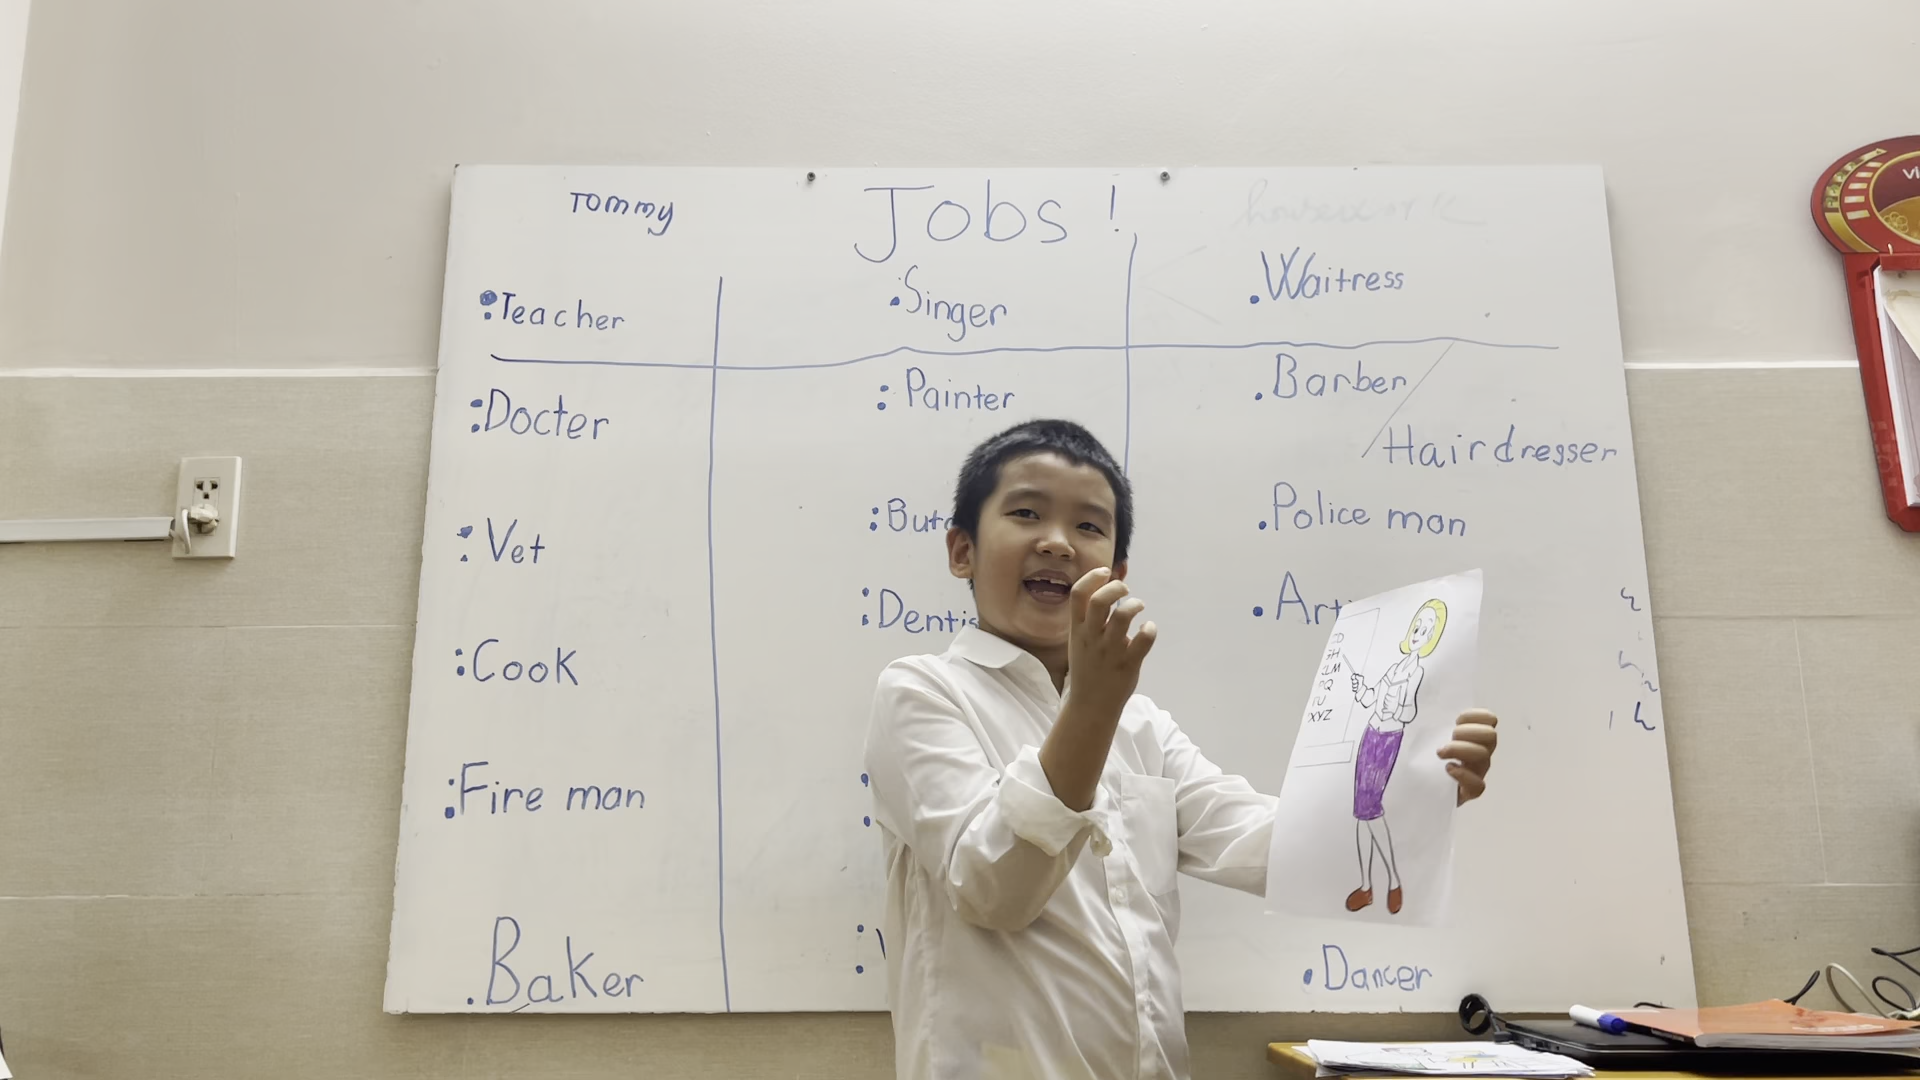 Tommy
Jobs!
Teacher
Singer
Waitress
Docter
Painter
Barber
Hairdresser
Vet
Police man
Cook
Fire man
Baker
Dancer
XYZ